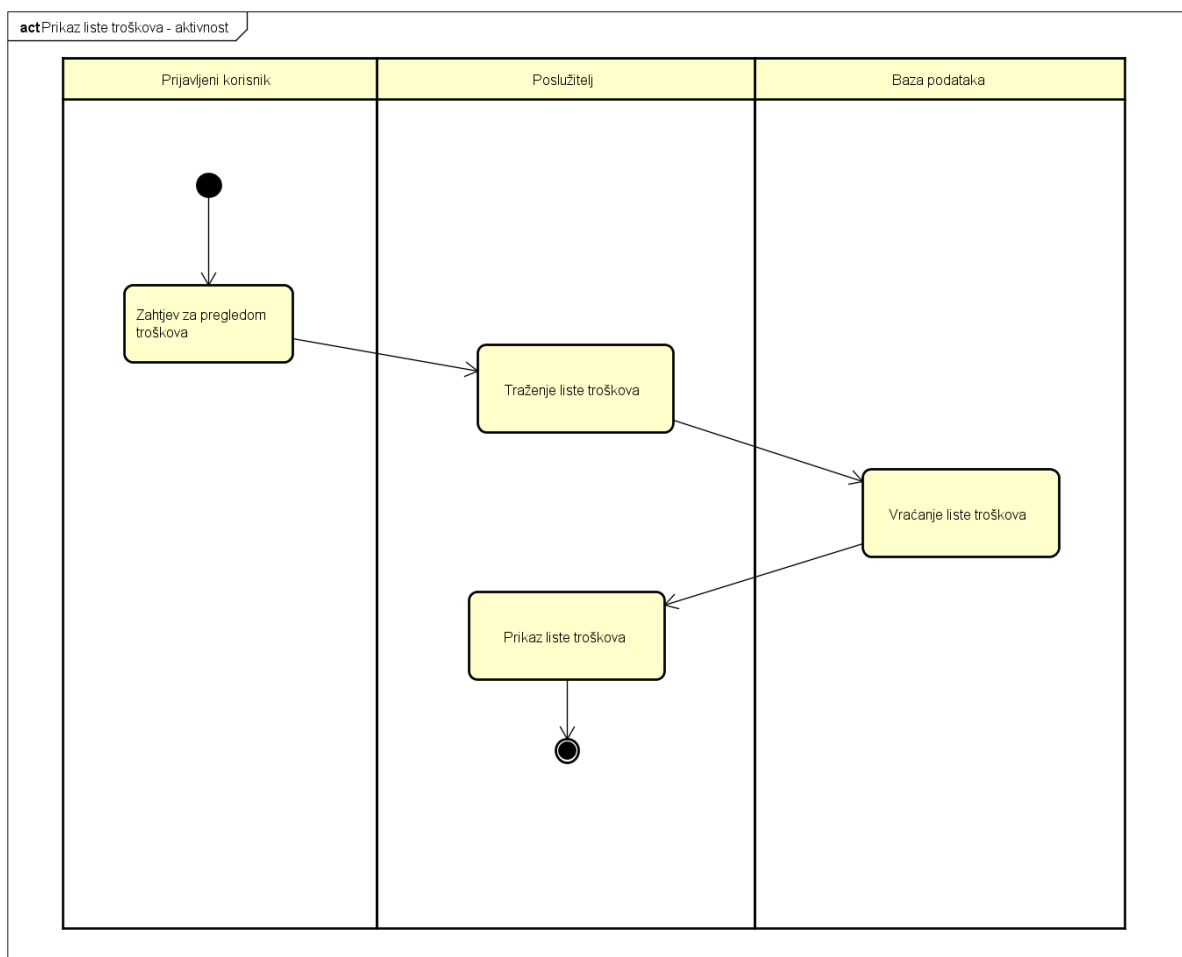 act Prikaz liste troškova - aktivnost
Prijavljeni korisnik
Poslužitelj
Baza podataka
Zahtjev za pregledom
troškova
Traženje liste troškova
Vraćanje liste troškova
Prikaz liste troškova